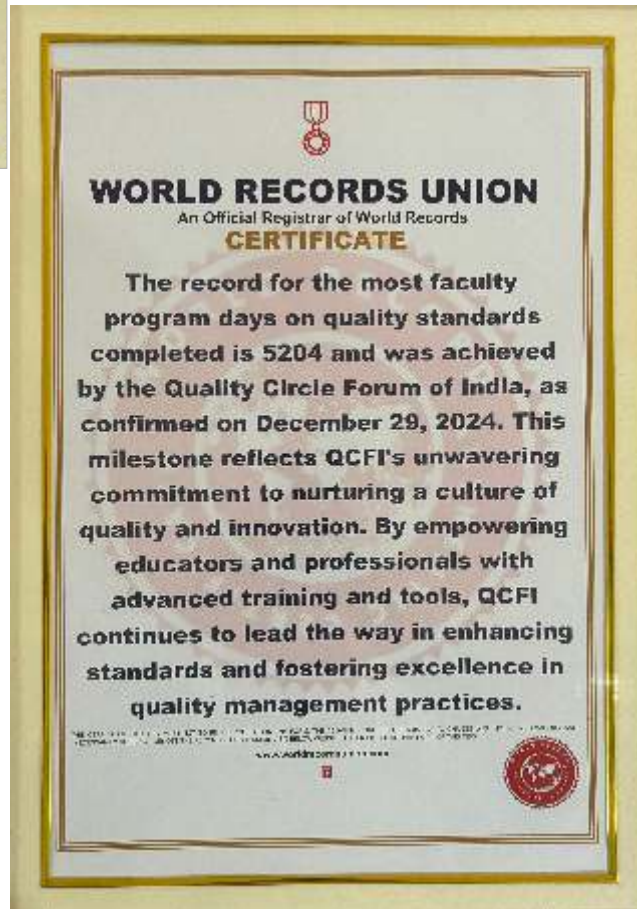 WORLD RECORDS UNION
An Official Registrar of World Records
CERTIFICATE
The record for the most faculty
program days on quality standards
completed is 5204 and was achieved
by the Quality Circle Forum of India, as
confirmed on December 29, 2024. This
milestone reflects QCFI's unwavering
commitment to nurturing a culture of
quality and innovation. By empowering
educators and professionals with
advanced training and tools, QCFI
continues to lead the way in enhancing
standards and fostering excellence in
quality management practices.